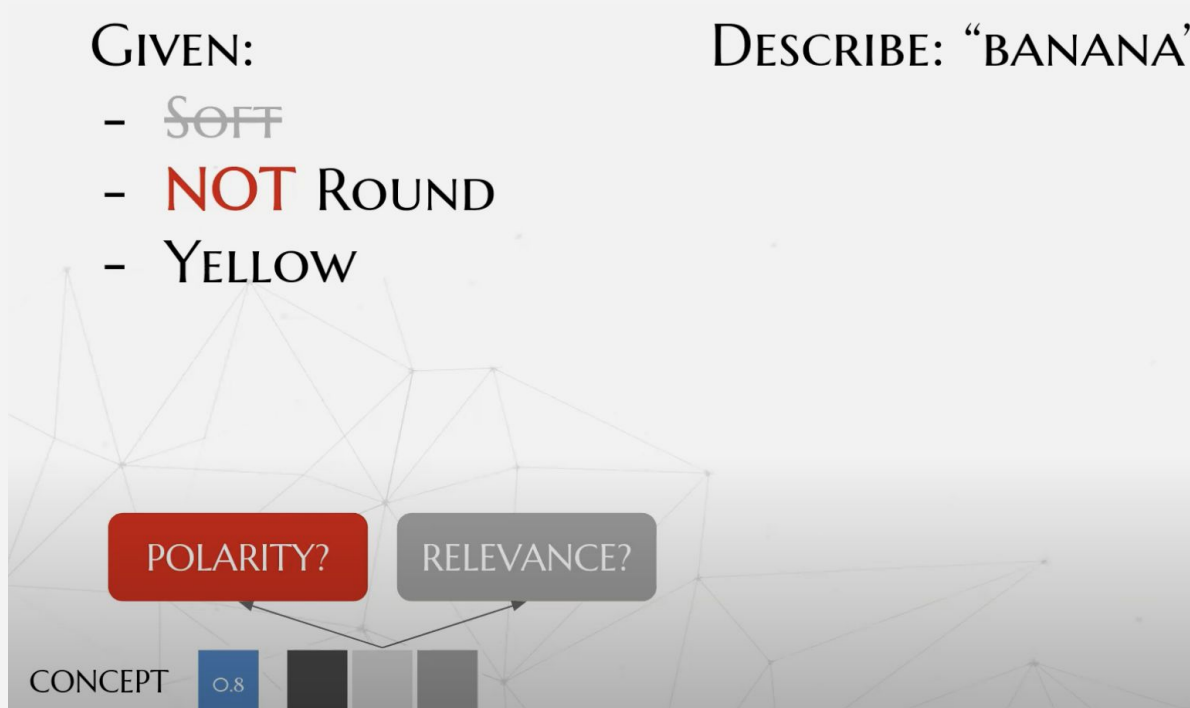 GIVEN:
DESCRIBE: “BANANA’
- SOFT
- NOT ROUND
- YELLOW
POLARITY?
RELEVANCE?
CONCEPT
0.8